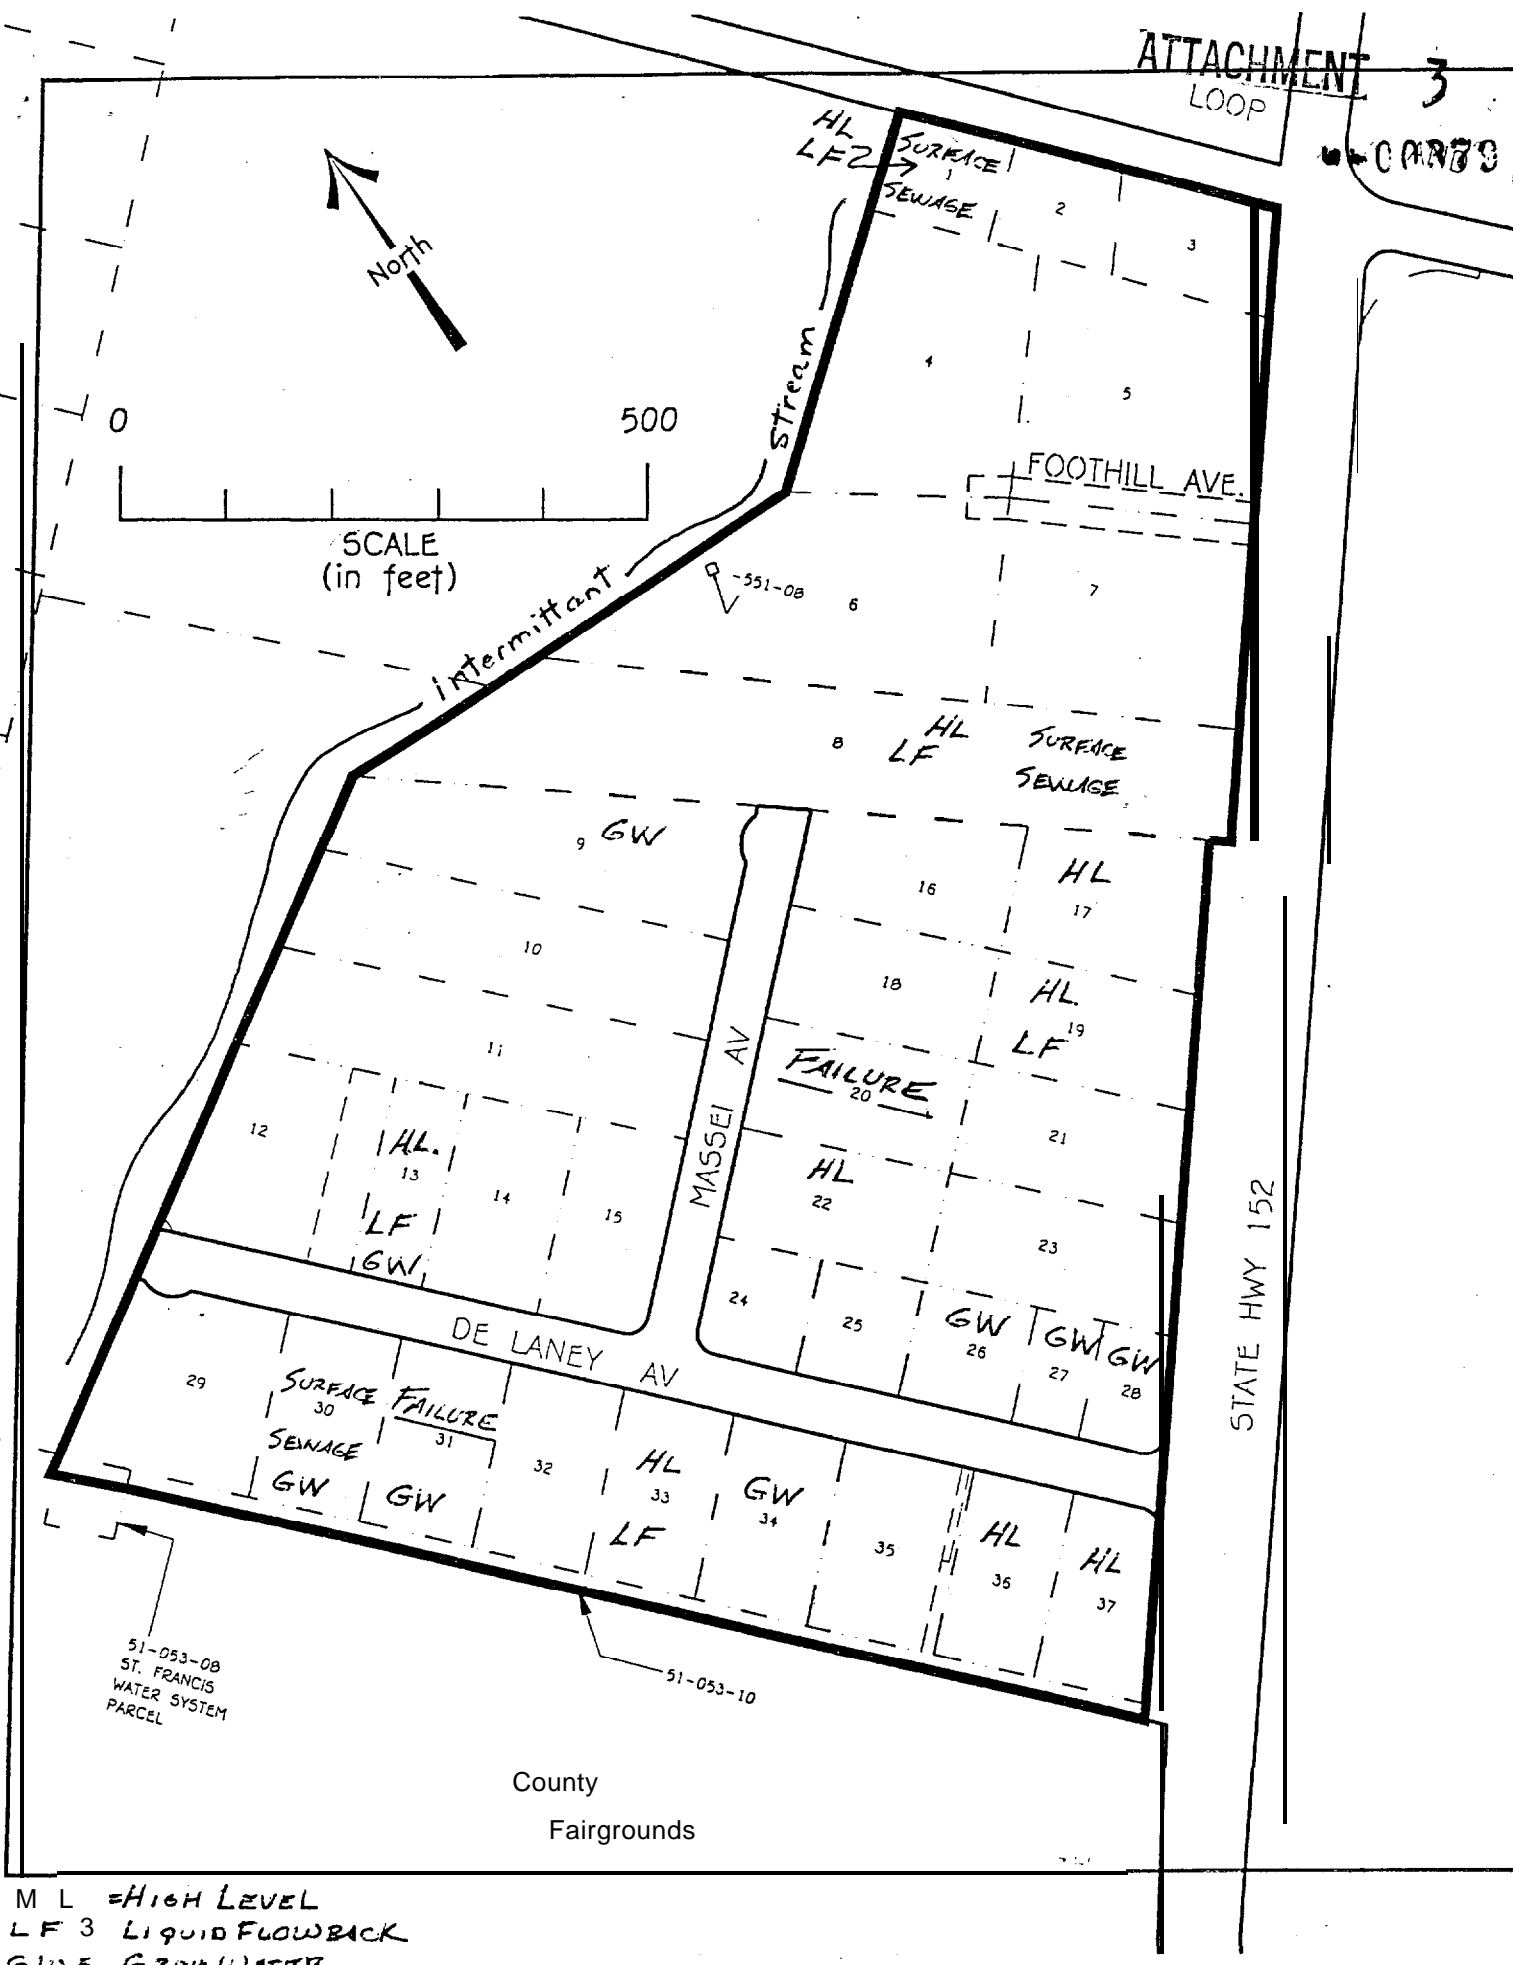 ATTACHMENT 3
LOOP
HL
LF
SURFACE
1
SEWAGE
2
3
North
stream
4
5
0 500
SCALE
(in feet)
FOOTHILL AVE.
-551-08
6
7
intermittant
8
HL
LF
SURFACE
SEWAGE
9 GW
16
HL
17
10
18
HL
19
LF
11
MASSEI AV
FAILURE
20
21
12
H.L.
13
LF
GW
14
15
HL
22
23
STATE HWY 152
24
25
GW
26
GW
27
GW
28
DE LANEY AV
29
SURFACE
30
SEWAGE
GW
FAILURE
31
GW
32
HL
33
LF
GW
34
35
HL
36
HL
37
51-053-08
ST. FRANCIS
WATER SYSTEM
PARCEL
51-053-10
County
Fairgrounds
M L =HIGH LEVEL
LF 3 LIQUID FLOWBACK